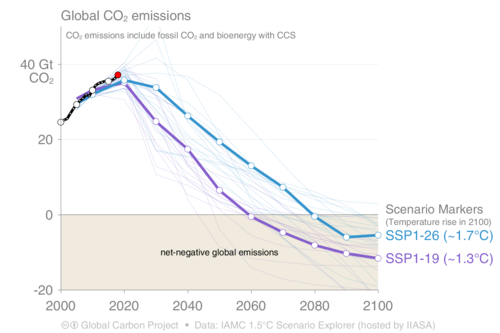 Global CO₂ emissions
CO₂ emissions include fossil CO₂ and bioenergy with CCS
40 Gt
CO₂
20
0
-20
net-negative global emissions
Scenario Markers
(Temperature rise in 2100)
SSP1-26 (~1.7°C)
SSP1-19 (~1.3°C)
2000 2020 2040 2060 2080 2100
Global Carbon Project • Data: IAMC 1.5°C Scenario Explorer (hosted by IIASA)